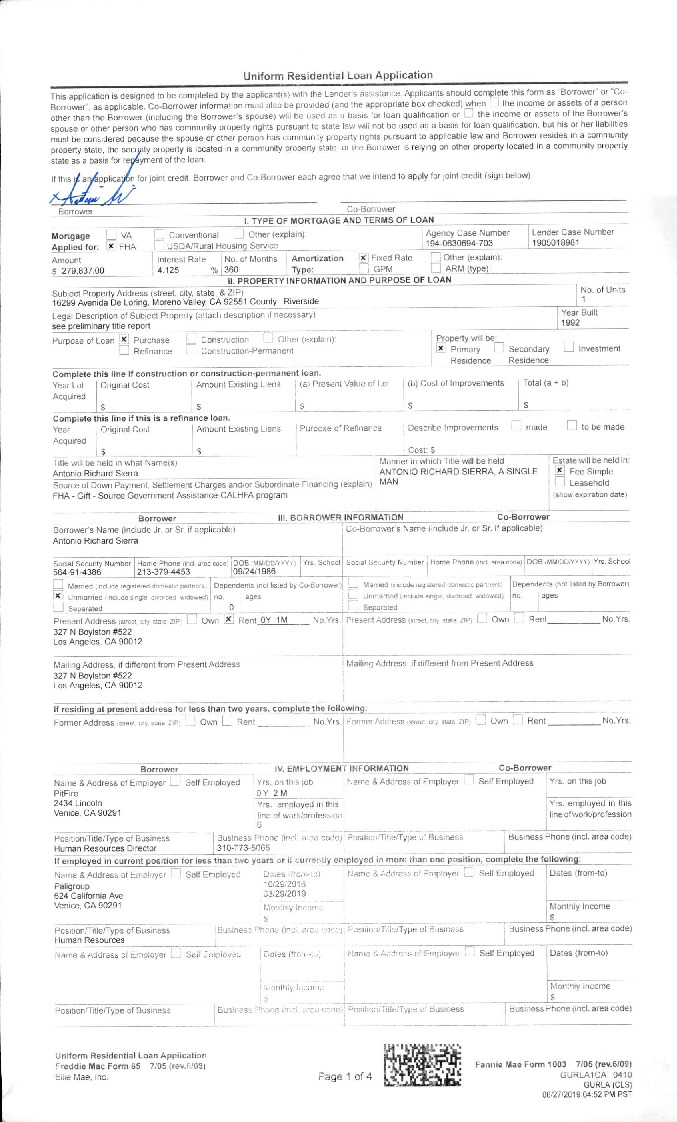 Uniform Residential Loan Application
This application is designed to be completed by the applicant(s) with the Lender's assistance. Applicants should complete this form as "Borrower" or "Co-
Borrower", as applicable. Co-Borrower information must also be provided (and the appropriate box checked) when the income or assets of a person
other than the Borrower (including the Borrower's spouse) will be used as a basis for loan qualification or the income or assets of the Borrower's
spouse or other person who has community property rights pursuant to state law will not be used as a basis for loan qualification, but his or her liabilities
must be considered because the spouse or other person has community property rights pursuant to applicable law and Borrower resides in a community
property state, the security property is located in a community property state, or the Borrower is relying on other property located in a community property
state as a basis for repayment of the loan.
If this is an application for joint credit, Borrower and Co-Borrower each agree that we intend to apply for joint credit (sign below)
Borrower Co-Borrower
I. TYPE OF MORTGAGE AND TERMS OF LOAN
Mortgage VA Conventional Other (explain): Agency Case Number Lender Case Number
Applied for: x FHA USDA/Rural Housing Service 194-0630694-703 1905018981
Amount Interest Rate No. of Months Amortization x Fixed Rate Other (explain):
$ 279,837.00 4.125 % 360 Type: GPM ARM (type)
II. PROPERTY INFORMATION AND PURPOSE OF LOAN
Subject Property Address (street, city, state, & ZIP) No. of Units
16299 Avenida De Loring, Moreno Valley, CA 92551 County Riverside 1
Legal Description of Subject Property (attach description if necessary) Year Built
see preliminary title report 1992
Purpose of Loan x Purchase Construction Other (explain): Property will be
Refinance Construction-Permanent x Primary Residence Secondary Residence Investment
Complete this line if construction or construction-permanent loan.
Year Lot Acquired Original Cost Amount Existing Liens (a) Present Value of Lot (b) Cost of Improvements Total (a + b)
$ $ $ $ $
Complete this line if this is a refinance loan.
Year Acquired Original Cost Amount Existing Liens Purpose of Refinance Describe Improvements made to be made
$ $ Cost: $
Title will be held in what Name(s) Manner in which Title will be held Estate will be held in:
Antonio Richard Sierra ANTONIO RICHARD SIERRA, A SINGLE MAN x Fee Simple
Source of Down Payment, Settlement Charges and/or Subordinate Financing (explain) Leasehold
FHA - Gift - Source Government Assistance CALHFA program (show expiration date)
Borrower III. BORROWER INFORMATION Co-Borrower
Borrower's Name (include Jr. or Sr. if applicable) Co-Borrower's Name (include Jr. or Sr. if applicable)
Antonio Richard Sierra
Social Security Number Home Phone (incl. area code) DOB (MM/DD/YYYY) Yrs. School Social Security Number Home Phone (incl. area code) DOB (MM/DD/YYYY) Yrs. School
564-91-4386 213-379-4453 09/24/1986
Married (include registered domestic partners) Dependents (not listed by Co-Borrower) Married (include registered domestic partners) Dependents (not listed by Borrower)
x Unmarried (include single, divorced, widowed) no. ages Unmarried (include single, divorced, widowed) no. ages
Separated 0 Separated
Present Address (street, city, state, ZIP) Own x Rent 0Y 1M No.Yrs. Present Address (street, city, state, ZIP) Own Rent No.Yrs.
327 N Boylston #522
Los Angeles, CA 90012
Mailing Address, if different from Present Address Mailing Address, if different from Present Address
327 N Boylston #522
Los Angeles, CA 90012
If residing at present address for less than two years, complete the following:
Former Address (street, city, state, ZIP) Own Rent No.Yrs. Former Address (street, city, state, ZIP) Own Rent No.Yrs.
Borrower IV. EMPLOYMENT INFORMATION Co-Borrower
Name & Address of Employer Self Employed Yrs. on this job Name & Address of Employer Self Employed Yrs. on this job
PitFire 0Y 2M
2434 Lincoln Yrs. employed in this line of work/profession Yrs. employed in this line of work/profession
Venice, CA 90291 6
Position/Title/Type of Business Business Phone (incl. area code) Position/Title/Type of Business Business Phone (incl. area code)
Human Resources Director 310-773-5065
If employed in current position for less than two years or if currently employed in more than one position, complete the following:
Name & Address of Employer Self Employed Dates (from-to) Name & Address of Employer Self Employed Dates (from-to)
Paligroup 10/29/2016
624 California Ave 03/29/2019
Venice, CA 90291 Monthly Income Monthly Income
$ $
Position/Title/Type of Business Business Phone (incl. area code) Position/Title/Type of Business Business Phone (incl. area code)
Human Resources
Name & Address of Employer Self Employed Dates (from-to) Name & Address of Employer Self Employed Dates (from-to)
Monthly Income Monthly Income
$ $
Position/Title/Type of Business Business Phone (incl. area code) Position/Title/Type of Business Business Phone (incl. area code)
Uniform Residential Loan Application
Freddie Mac Form 65 7/05 (rev.6/09)
Ellie Mae, Inc.
Page 1 of 4
Fannie Mae Form 1003 7/05 (rev.6/09)
GURLA1CA 0410
GURLA (CLS)
06/27/2019 04:52 PM PST